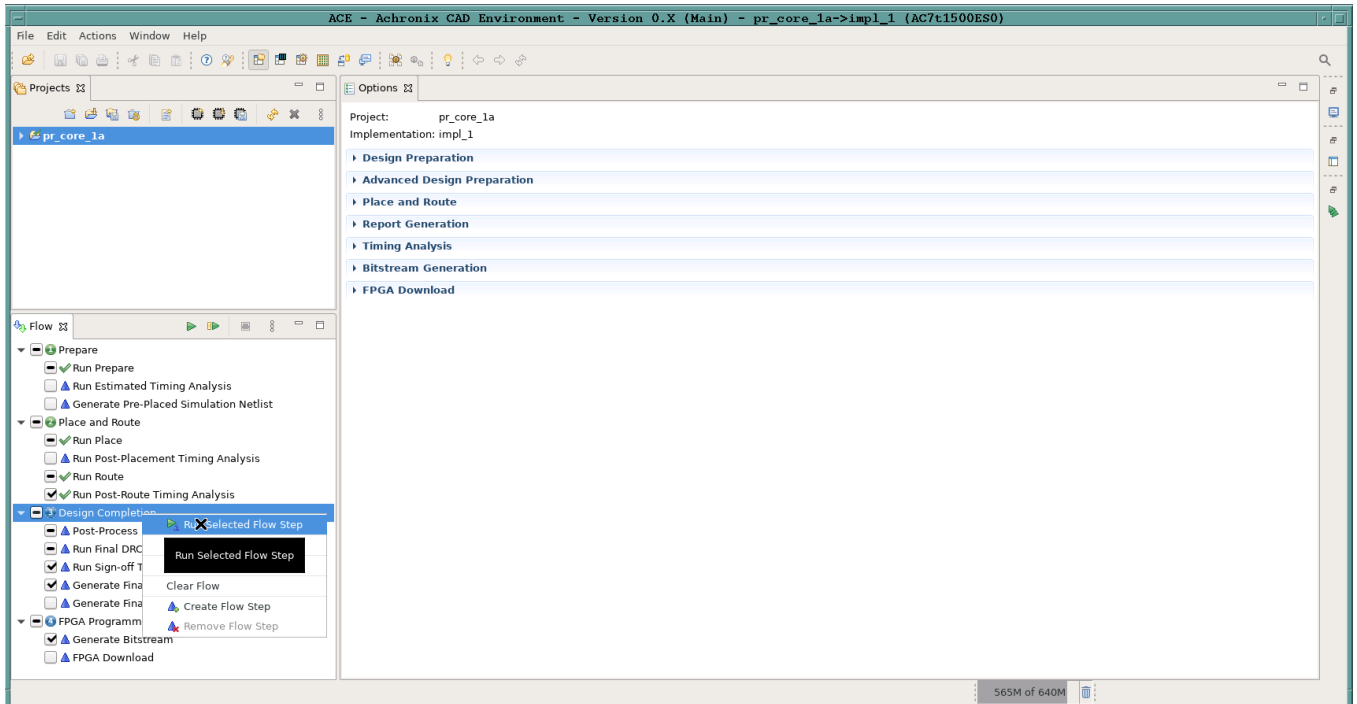 ACE - Achronix CAD Environment - Version 0.X (Main) - pr_core_1a->impl_1 (AC7t1500ES0)
File Edit Actions Window Help
Projects
Options
pr_core_1a
Project: pr_core_1a
Implementation: impl_1
Design Preparation
Advanced Design Preparation
Place and Route
Report Generation
Timing Analysis
Bitstream Generation
FPGA Download
Flow
Prepare
Run Prepare
Run Estimated Timing Analysis
Generate Pre-Placed Simulation Netlist
Place and Route
Run Place
Run Post-Placement Timing Analysis
Run Route
Run Post-Route Timing Analysis
Design Completion
Post-Process
Run Final DRC
Run Sign-off T
Generate Fina
Generate Fina
FPGA Programm
Generate Bitstream
FPGA Download
Run Selected Flow Step
Run Selected Flow Step
Clear Flow
Create Flow Step
Remove Flow Step
565M of 640M